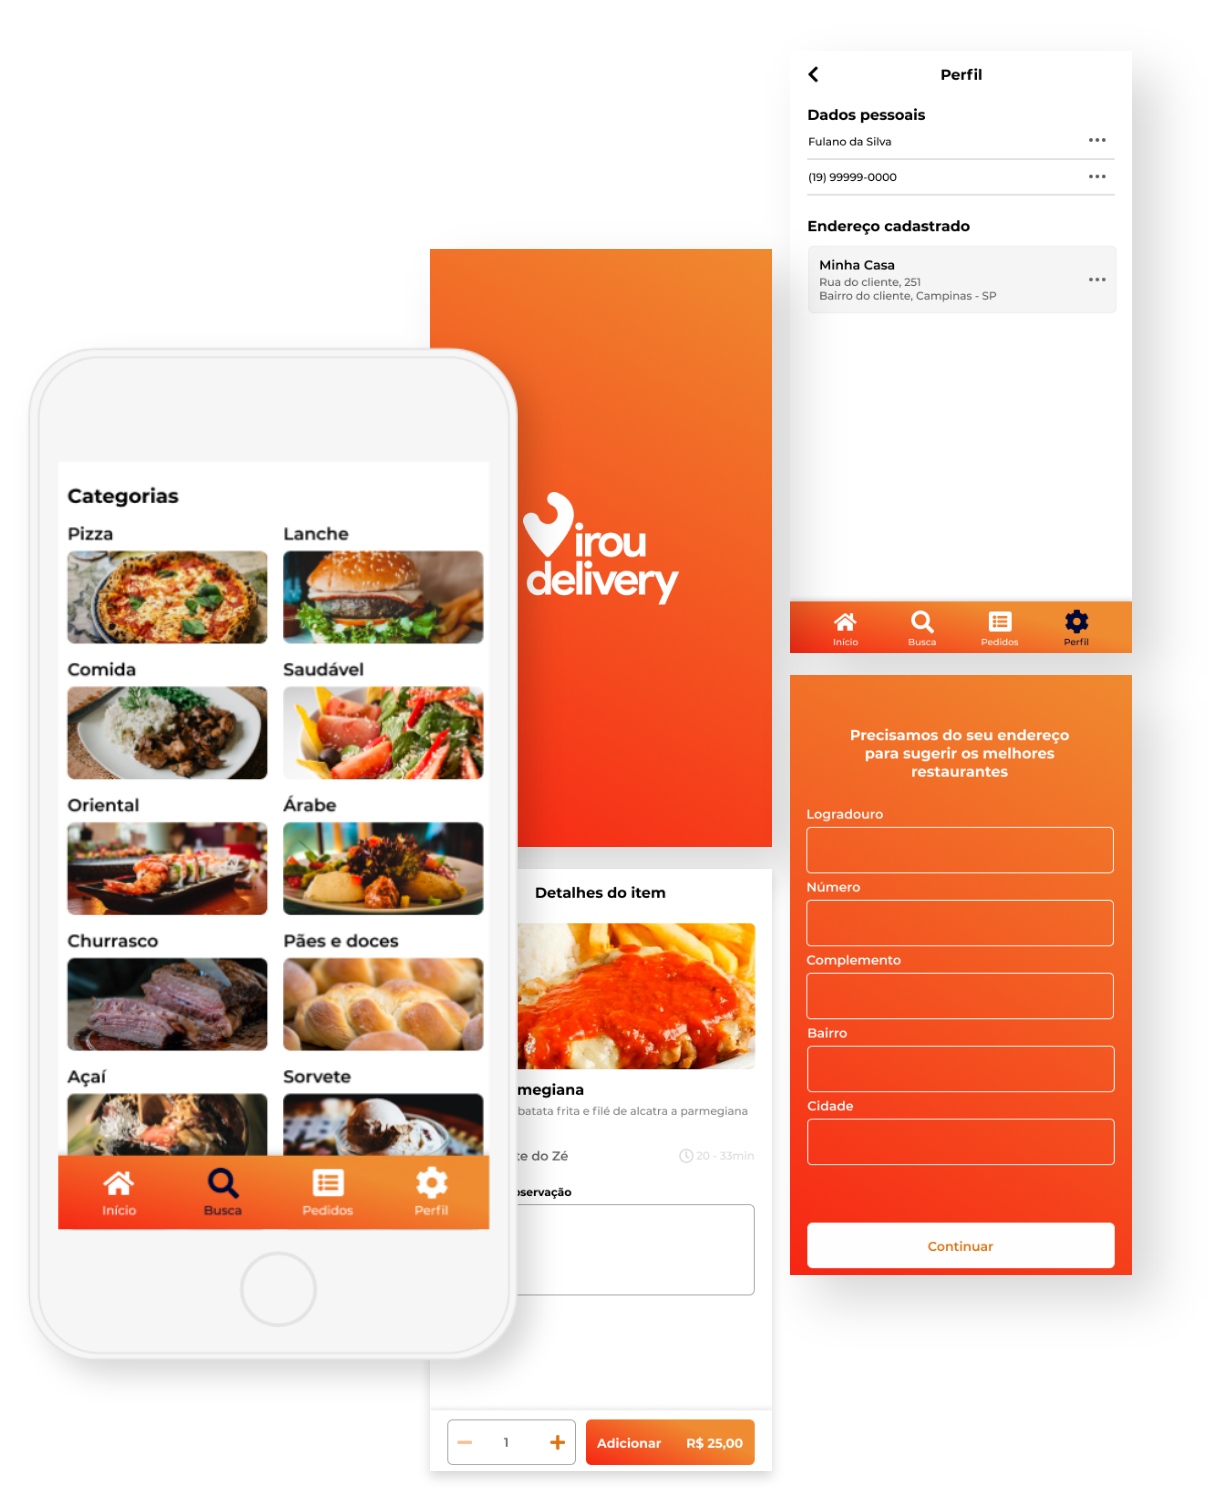 Perfil
Dados pessoais
Fulano da Silva
(19) 99999-0000
Endereço cadastrado
Minha Casa
Rua do cliente, 251
Bairro do cliente, Campinas - SP
Início
Busca
Pedidos
Perfil
irou
delivery
Categorias
Pizza
Lanche
Comida
Saudável
Oriental
Árabe
Churrasco
Pães e doces
Açaí
Sorvete
Início
Busca
Pedidos
Perfil
Detalhes do item
megiana
batata frita e filé de alcatra a parmegiana
te do Zé
20 - 33min
servação
1
Adicionar
R$ 25,00
Precisamos do seu endereço
para sugerir os melhores
restaurantes
Logradouro
Número
Complemento
Bairro
Cidade
Continuar